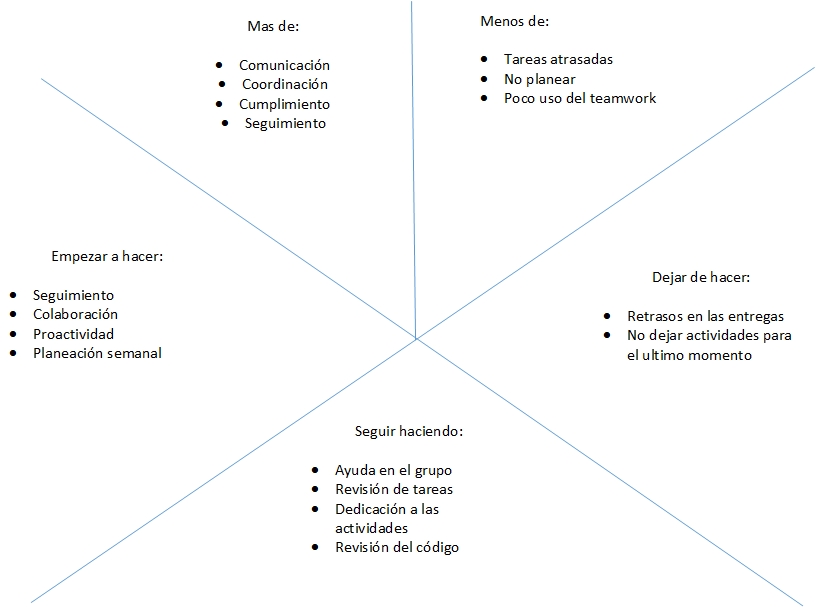 Mas de:
• Comunicación
• Coordinación
• Cumplimiento
• Seguimiento
Menos de:
• Tareas atrasadas
• No planear
• Poco uso del teamwork
Empezar a hacer:
• Seguimiento
• Colaboración
• Proactividad
• Planeación semanal
Dejar de hacer:
• Retrasos en las entregas
• No dejar actividades para
el ultimo momento
Seguir haciendo:
• Ayuda en el grupo
• Revisión de tareas
• Dedicación a las
actividades
• Revisión del código